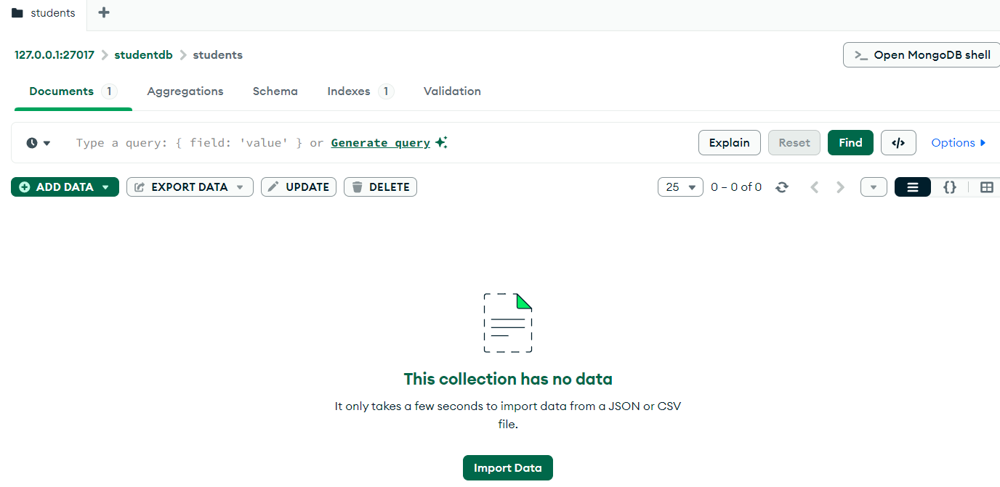 students
127.0.0.1:27017 studentdb students
>_ Open MongoDB shell
Documents 1 Aggregations Schema Indexes 1 Validation
Type a query: { field: 'value' } or Generate query
Explain Reset Find </> Options
ADD DATA EXPORT DATA UPDATE DELETE 25 0 – 0 of 0 {}
This collection has no data
It only takes a few seconds to import data from a JSON or CSV
file.
Import Data